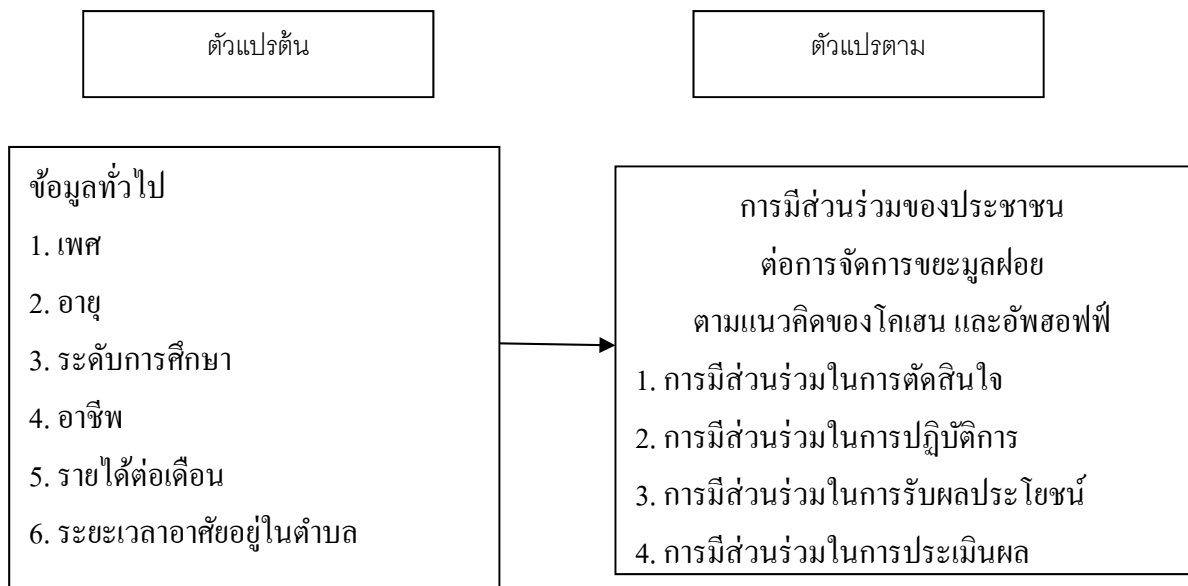 ตัวแปรต้น
ตัวแปรตาม
ข้อมูลทั่วไป
1. เพศ
2. อายุ
3. ระดับการศึกษา
4. อาชีพ
5. รายได้ต่อเดือน
6. ระยะเวลาอาศัยอยู่ในตำบล
การมีส่วนร่วมของประชาชน
ต่อการจัดการขยะมูลฝอย
ตามแนวคิดของโคเฮน และอัพฮอฟฟ์
1. การมีส่วนร่วมในการตัดสินใจ
2. การมีส่วนร่วมในการปฏิบัติการ
3. การมีส่วนร่วมในการรับผลประโยชน์
4. การมีส่วนร่วมในการประเมินผล